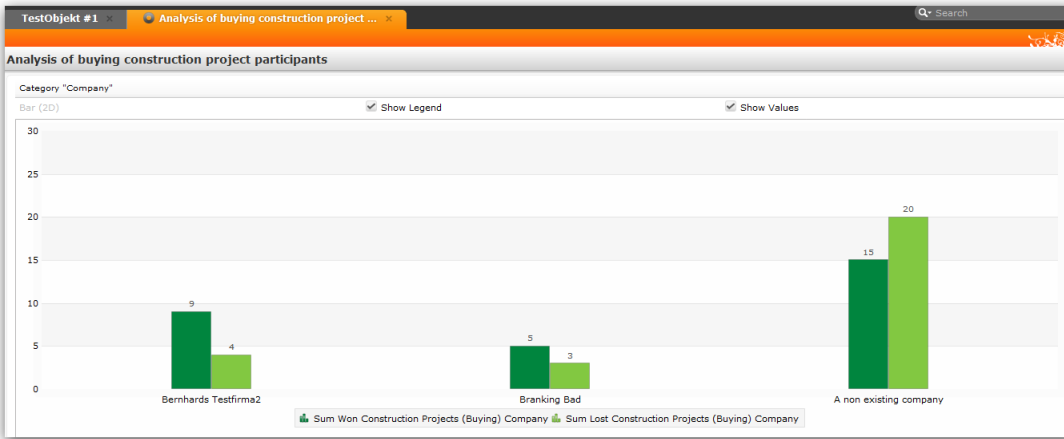 TestObjekt #1 ×
Analysis of buying construction project ... ×
Search
Analysis of buying construction project participants
Category "Company"
Bar (2D)
Show Legend
Show Values
30
25
20
15
10
5
0
9
4
5
3
15
20
Bernhards Testfirma2
Branking Bad
A non existing company
Sum Won Construction Projects (Buying) Company
Sum Lost Construction Projects (Buying) Company